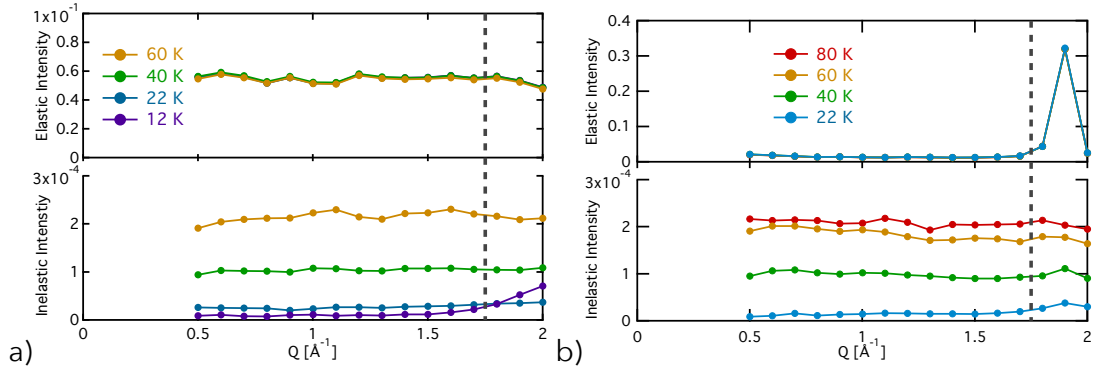 1x10⁻¹
0.8
0.6
0.4
0.2
0
Elastic Intensity
60 K
40 K
22 K
12 K
3x10⁻⁴
2
1
0
Inelastic Intenstiy
0
0.5
1
1.5
2
Q [Å⁻¹]
a)
0.4
0.3
0.2
0.1
0
Elastic Intensity
80 K
60 K
40 K
22 K
3x10⁻⁴
2
1
0
Inelastic Intensity
0
0.5
1
1.5
2
Q [Å⁻¹]
b)